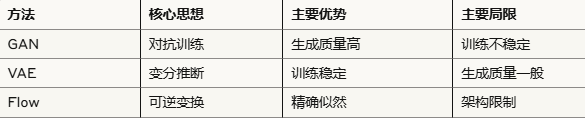 方法 核心思想 主要优势 主要局限
GAN 对抗训练 生成质量高 训练不稳定
VAE 变分推断 训练稳定 生成质量一般
Flow 可逆变换 精确似然 架构限制